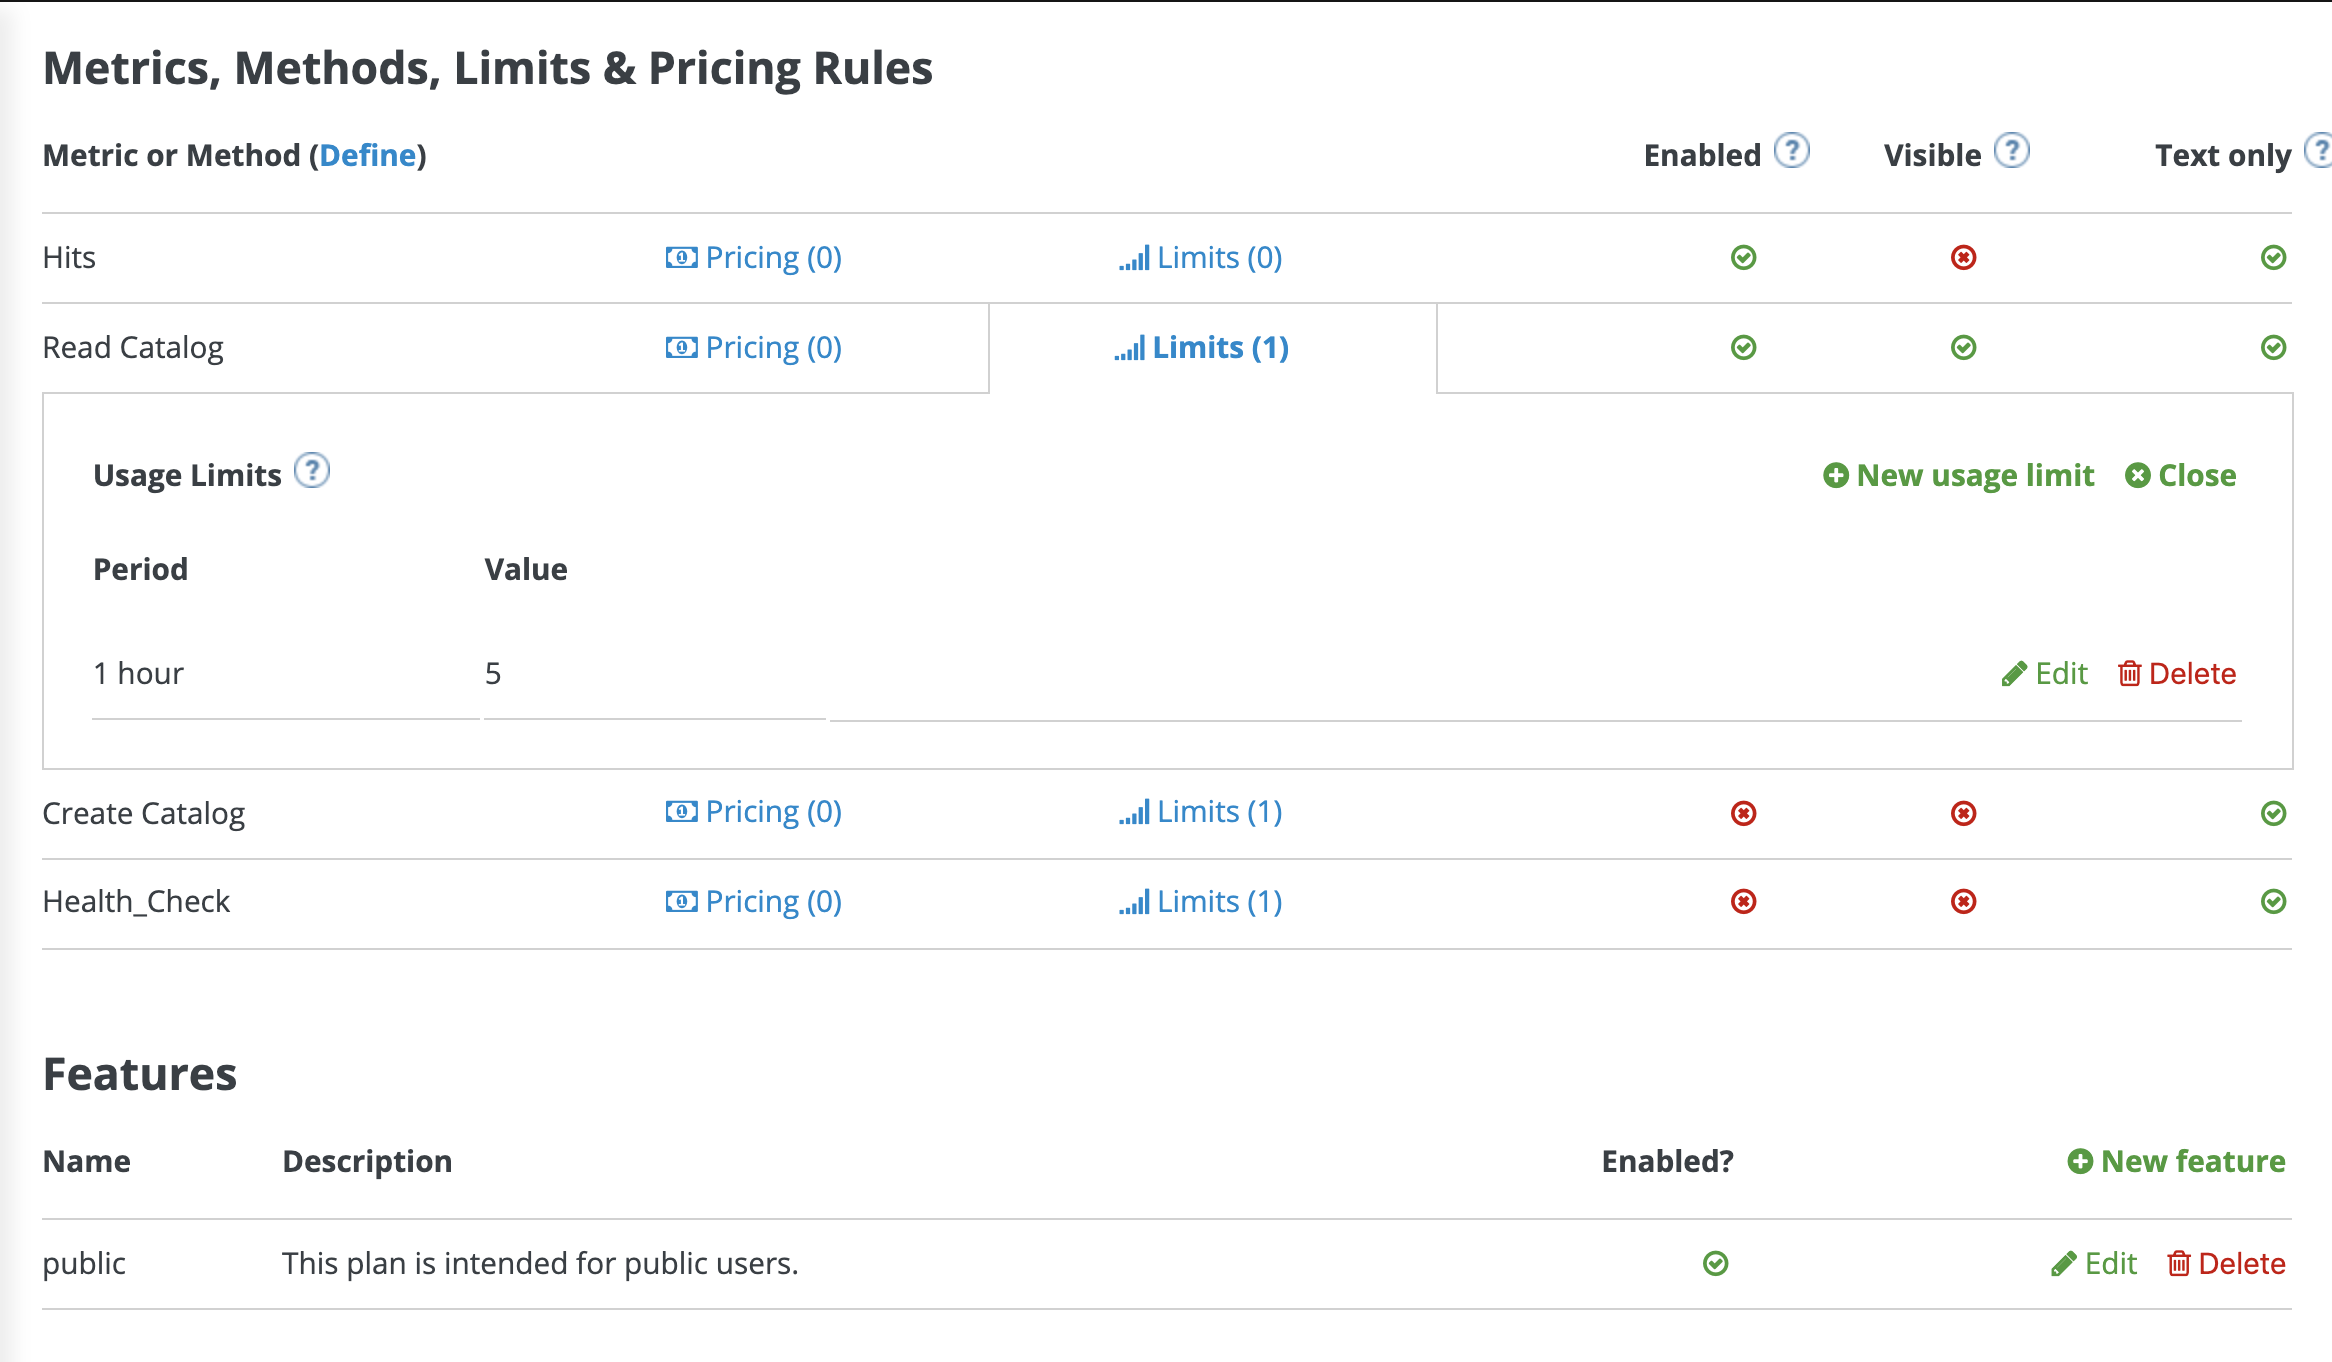 Metrics, Methods, Limits & Pricing Rules
Metric or Method (Define) Enabled ? Visible ? Text only ?
Hits Pricing (0) Limits (0)
Read Catalog Pricing (0) Limits (1)
Usage Limits ? New usage limit Close
Period Value
1 hour 5 Edit Delete
Create Catalog Pricing (0) Limits (1)
Health_Check Pricing (0) Limits (1)
Features
Name Description Enabled? New feature
public This plan is intended for public users. Edit Delete